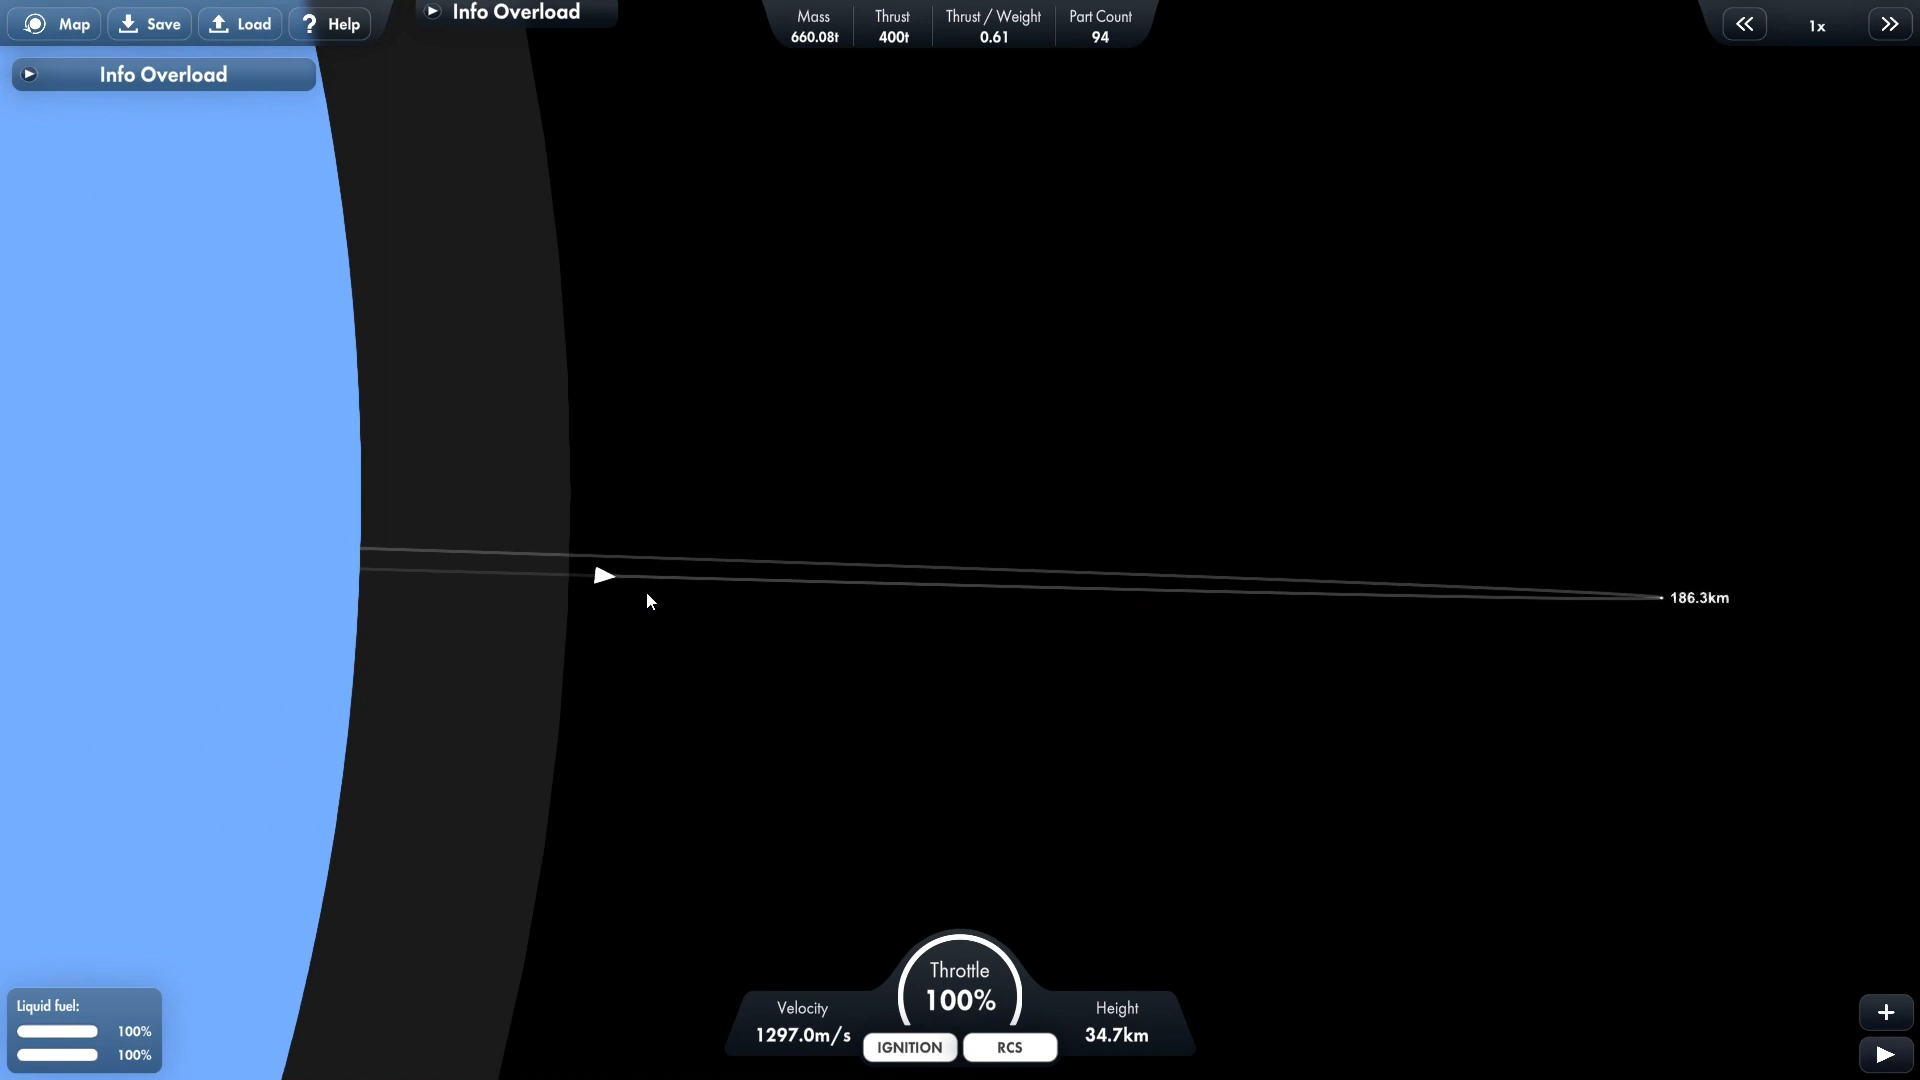 Map
Save
Load
? Help
Info Overload
Mass
660.08t
Thrust
400t
Thrust / Weight
0.61
Part Count
94
1x
Info Overload
186.3km
Liquid fuel:
100%
100%
Velocity
1297.0m/s
Throttle
100%
IGNITION
RCS
Height
34.7km